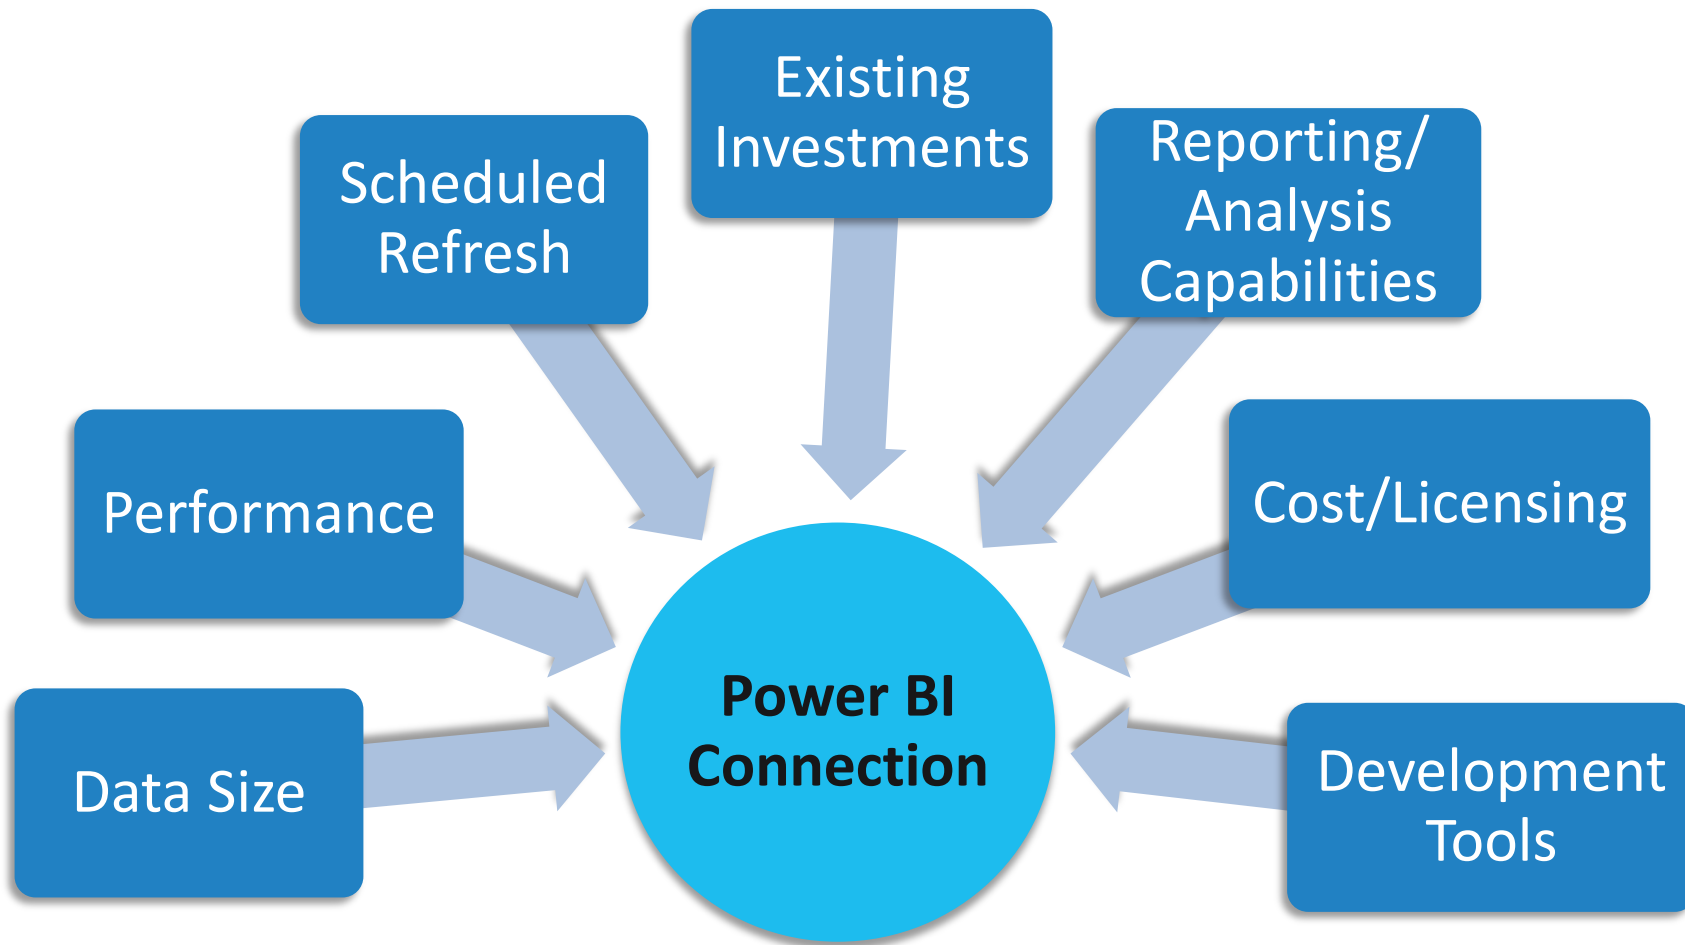 Existing
Investments
Scheduled
Refresh
Reporting/
Analysis
Capabilities
Performance
Cost/Licensing
Data Size
Power BI
Connection
Development
Tools